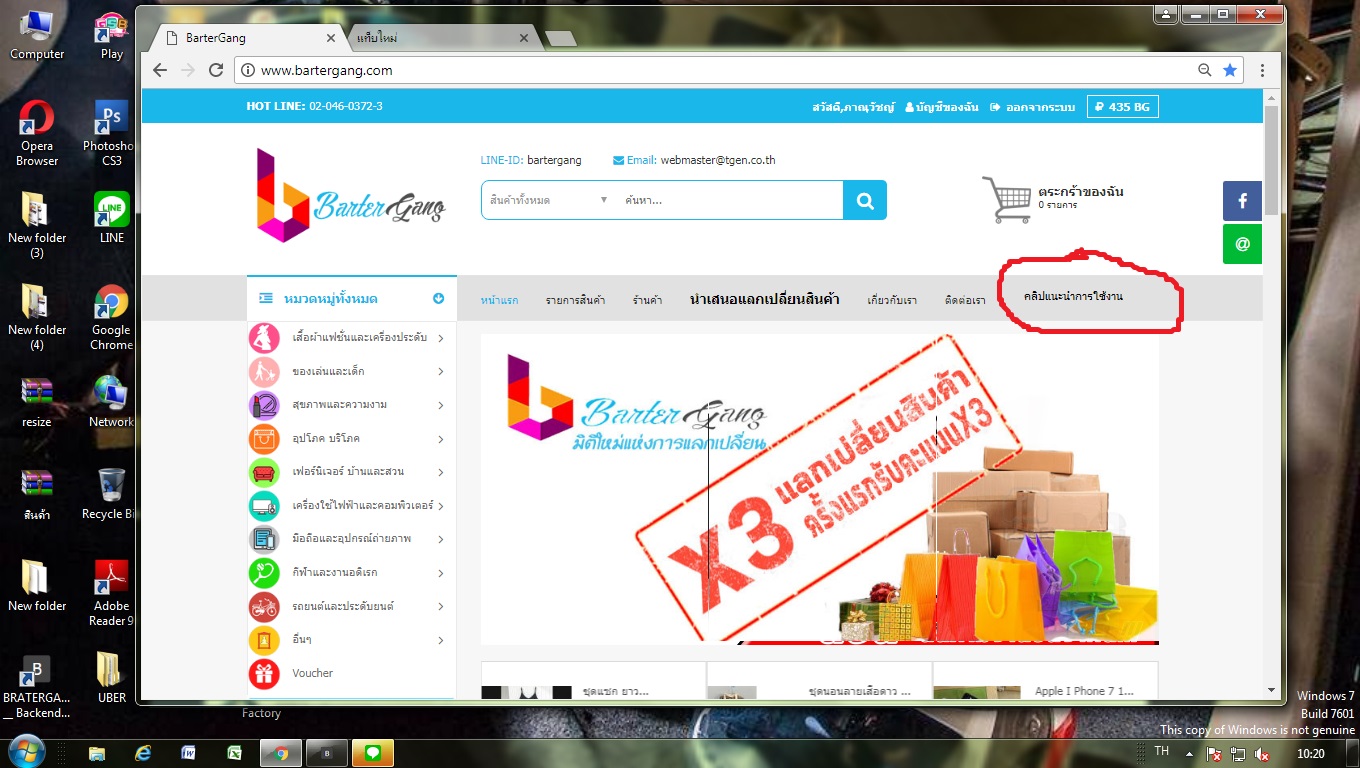 Computer
Play
Opera Browser
Photosho
CS3
New folder (3)
LINE
New folder (4)
Google Chrome
resize
Network
สินค้า
Recycle Bi
New folder
Adobe Reader 9
BRATERGA...
__ Backend...
UBER
Factory
BarterGang
แท็บใหม่
www.bartergang.com
HOT LINE: 02-046-0372-3
สวัสดี,ภาณุวัชญ์ บัญชีของฉัน ออกจากระบบ 435 BG
Barter Gang
LINE-ID: bartergang Email: webmaster@tgen.co.th
สินค้าทั้งหมด ค้นหา...
ตระกร้าของฉัน
0 รายการ
หมวดหมู่ทั้งหมด
หน้าแรก รายการสินค้า ร้านค้า นำเสนอแลกเปลี่ยนสินค้า เกี่ยวกับเรา ติดต่อเรา คลิปแนะนำการใช้งาน
เสื้อผ้าแฟชั่นและเครื่องประดับ
ของเล่นและเด็ก
สุขภาพและความงาม
อุปโภค บริโภค
เฟอร์นิเจอร์ บ้านและสวน
เครื่องใช้ไฟฟ้าและคอมพิวเตอร์
มือถือและอุปกรณ์ถ่ายภาพ
กีฬาและงานอดิเรก
รถยนต์และประดับยนต์
อื่นๆ
Voucher
Barter Gang
มิติใหม่แห่งการแลกเปลี่ยน
X3
แลกเปลี่ยนสินค้า
ครั้งแรกรับคะแนนX3
ชุดแซก ยาว...
ชุดนอนลายเสือดาว ...
Apple I Phone 7 1...
Windows 7
Build 7601
This copy of Windows is not genuine
TH
10:20